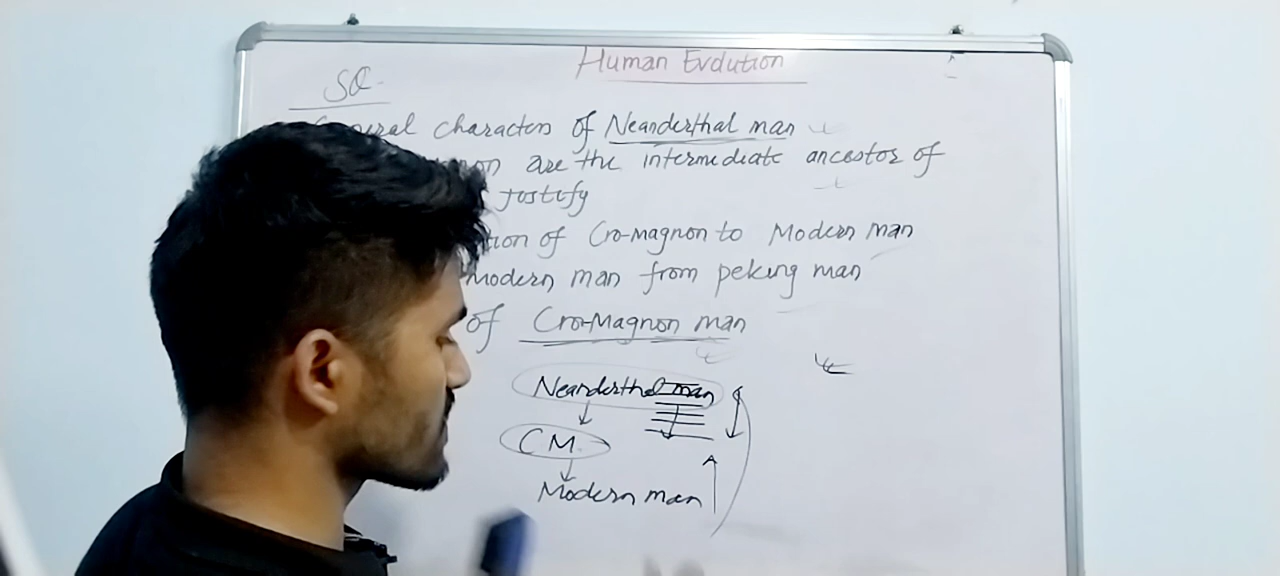 Human Evolution
SQ-
General characters of Neanderthal man
are the intermediate ancestor of
Justify
tion of Cro-magnon to Modern man
modern man from peking man
of Cro-Magnon man
Neanderthal man
CM.
Modern man